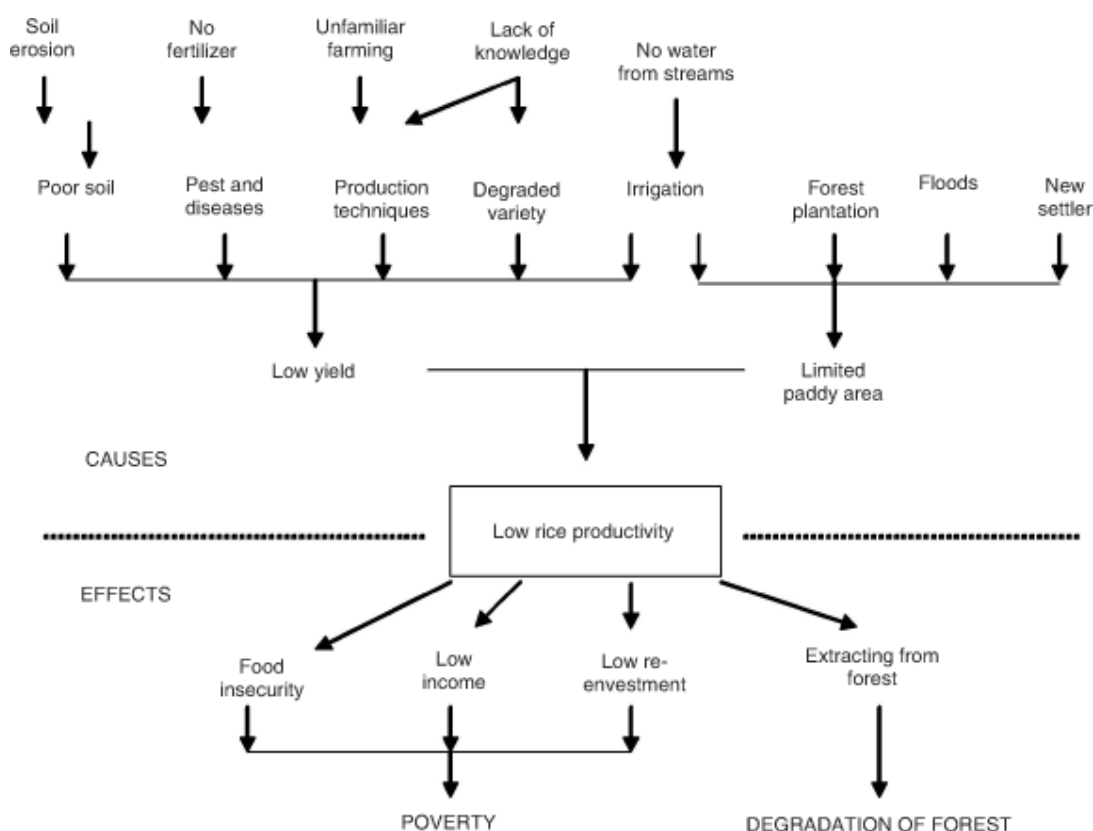 Soil
erosion
No
fertilizer
Unfamiliar
farming
Lack of
knowledge
No water
from streams
Poor soil
Pest and
diseases
Production
techniques
Degraded
variety
Irrigation
Forest
plantation
Floods
New
settler
Low yield
Limited
paddy area
CAUSES
Low rice productivity
EFFECTS
Food
insecurity
Low
income
Low re-
envestment
Extracting from
forest
POVERTY
DEGRADATION OF FOREST